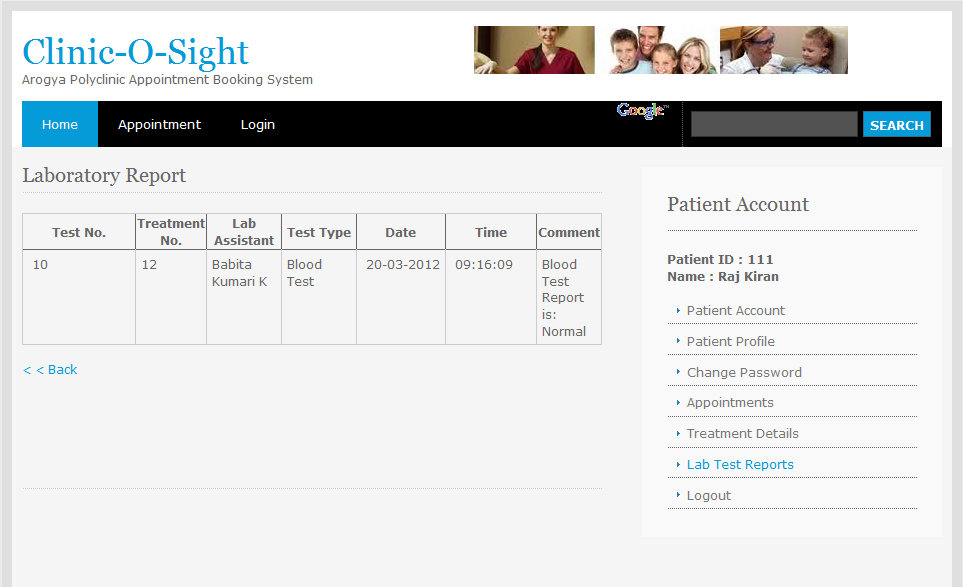 Clinic-O-Sight
Arogya Polyclinic Appointment Booking System
Home Appointment Login Google™ SEARCH
Laboratory Report
Test No. Treatment No. Lab Assistant Test Type Date Time Comment
10 12 Babita Kumari K Blood Test 20-03-2012 09:16:09 Blood Test Report is: Normal
< < Back
Patient Account
Patient ID : 111
Name : Raj Kiran
Patient Account
Patient Profile
Change Password
Appointments
Treatment Details
Lab Test Reports
Logout